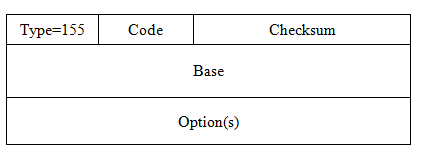 Type=155 Code Checksum
Base
Option(s)